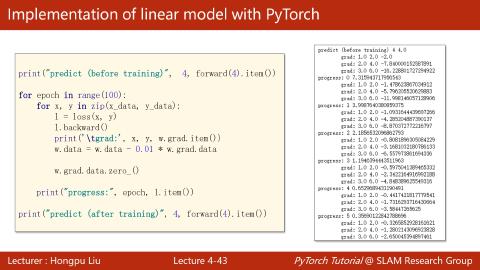 Implementation of linear model with PyTorch
print("predict (before training)", 4, forward(4).item())
for epoch in range(100):
for x, y in zip(x_data, y_data):
l = loss(x, y)
l.backward()
print('\tgrad:', x, y, w.grad.item())
w.data = w.data - 0.01 * w.grad.data
w.grad.data.zero_()
print("progress:", epoch, l.item())
print("predict (after training)", 4, forward(4).item())
predict (before training) 4 4.0
grad: 1.0 2.0 -2.0
grad: 2.0 4.0 -7.840000152587891
grad: 3.0 6.0 -16.228801727294922
progress: 0 7.315943717956543
grad: 1.0 2.0 -1.478623867034912
grad: 2.0 4.0 -5.796205520629883
grad: 3.0 6.0 -11.998146057128906
progress: 1 3.9987640380859375
grad: 1.0 2.0 -1.0931644439697266
grad: 2.0 4.0 -4.285204887390137
grad: 3.0 6.0 -8.870372772216797
progress: 2 2.1856532096862793
grad: 1.0 2.0 -0.8081896305084229
grad: 2.0 4.0 -3.1681032180786133
grad: 3.0 6.0 -6.557973861694336
progress: 3 1.1946394443511963
grad: 1.0 2.0 -0.5975041389465332
grad: 2.0 4.0 -2.3422164916992188
grad: 3.0 6.0 -4.848389625549316
progress: 4 0.6529689431190491
grad: 1.0 2.0 -0.4417431354522705
grad: 2.0 4.0
grad: 3.0 6.0
progress: 5 0.35690122842788696
grad: 1.0 2.0 -0.3265852928161621
grad: 2.0 4.0
grad: 3.0 6.0 -2.650045394897461
Lecturer : Hongpu Liu
Lecture 4-43
PyTorch Tutorial @ SLAM Research Group